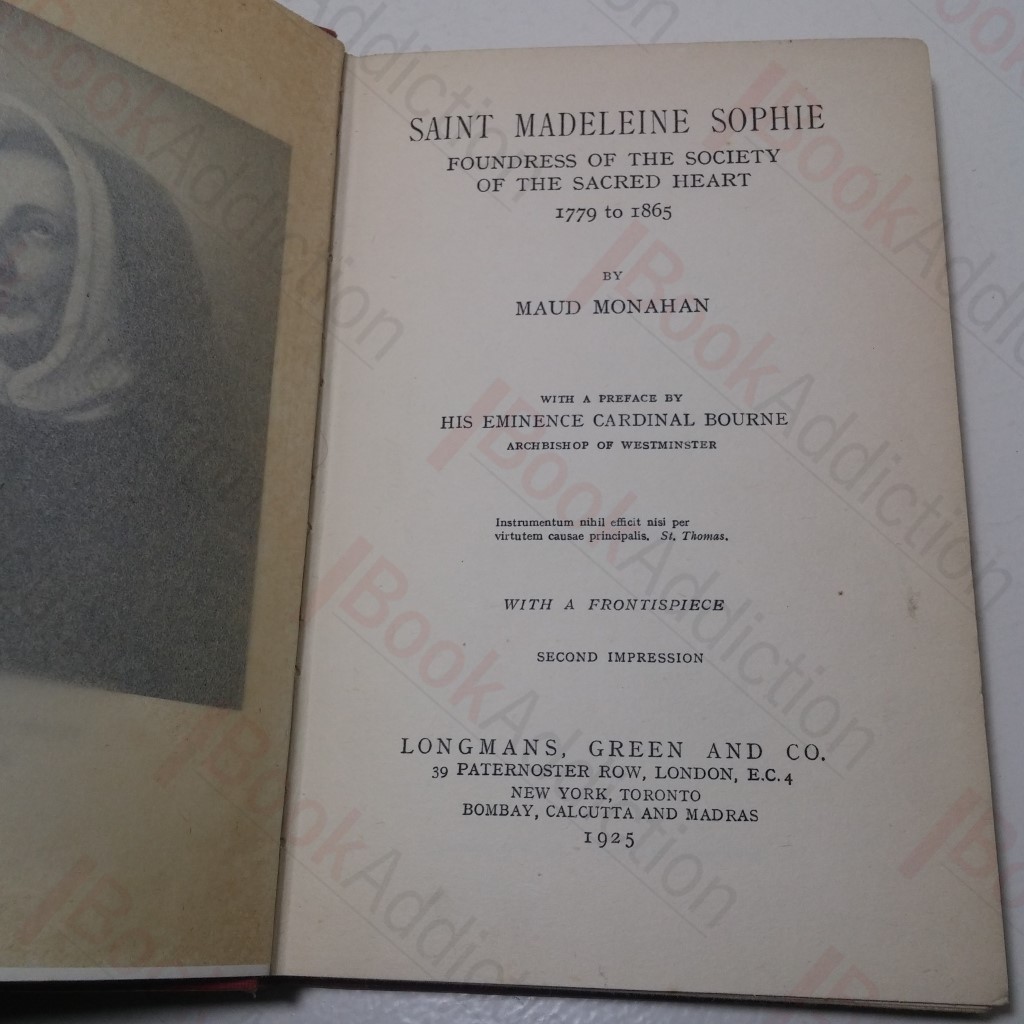 SAINT MADELEINE SOPHIE
FOUNDRESS OF THE SOCIETY
OF THE SACRED HEART
1779 to 1865
BY
MAUD MONAHAN
WITH A PREFACE BY
HIS EMINENCE CARDINAL BOURNE
ARCHBISHOP OF WESTMINSTER
Instrumentum nihil efficit nisi per
virtutem causae principalis. St. Thomas.
WITH A FRONTISPIECE
SECOND IMPRESSION
LONGMANS, GREEN AND CO.
39 PATERNOSTER ROW, LONDON, E.C.4
NEW YORK, TORONTO
BOMBAY, CALCUTTA AND MADRAS
1925
BookAddiction